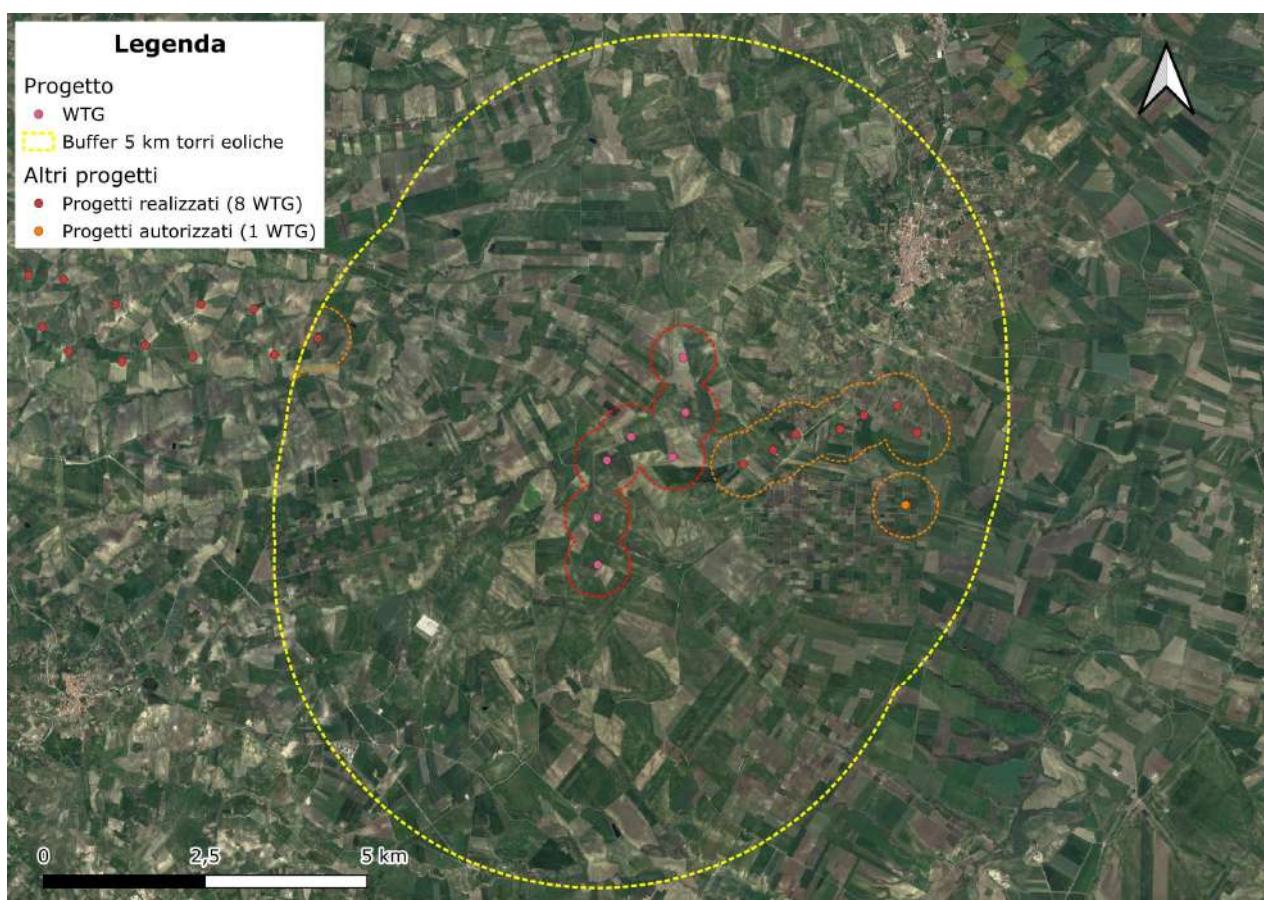 Legenda
Progetto
WTG
Buffer 5 km torri eoliche
Altri progetti
Progetti realizzati (8 WTG)
Progetti autorizzati (1 WTG)
0 2,5 5 km